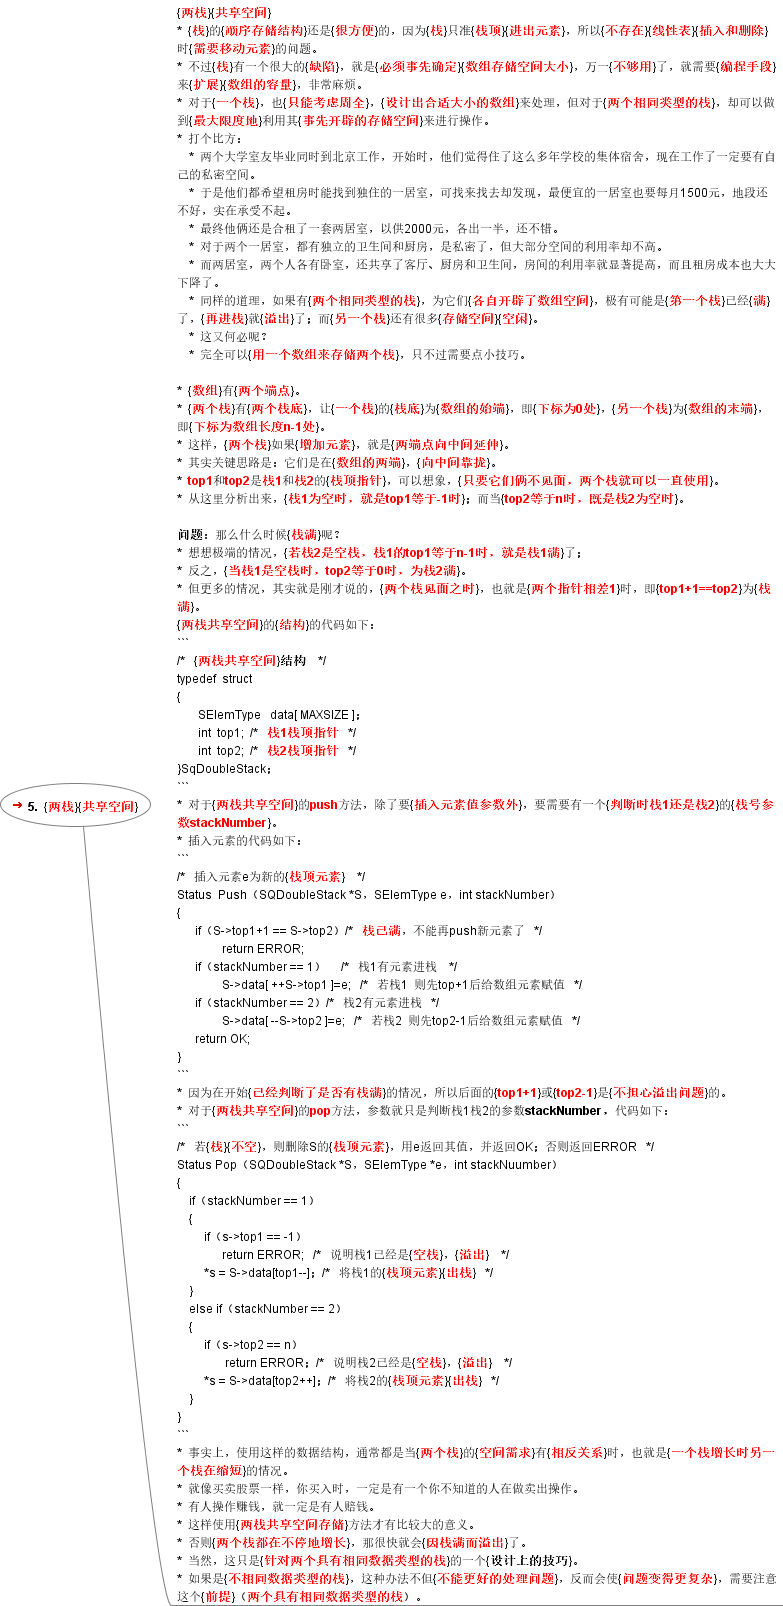 {两栈}{共享空间}
* {栈}的{顺序存储结构}还是{很方便}的，因为{栈}只准{栈顶}{进出元素}，所以{不存在}{线性表}{插入和删除}
时{需要移动元素}的问题。
* 不过{栈}有一个很大的{缺陷}，就是{必须事先确定}{数组存储空间大小}，万一{不够用}了，就需要{编程手段}
来{扩展}{数组的容量}，非常麻烦。
* 对于{一个栈}，也{只能考虑周全}，{设计出合适大小的数组}来处理，但对于{两个相同类型的栈}，却可以做
到{最大限度地}利用其{事先开辟的存储空间}来进行操作。
* 打个比方：
* 两个大学室友毕业同时到北京工作，开始时，他们觉得住了这么多年学校的集体宿舍，现在工作了一定要有自
己的私密空间。
* 于是他们都希望租房时能找到独住的一居室，可找来找去却发现，最便宜的一居室也要每月1500元，地段还
不好，实在承受不起。
* 最终他俩还是合租了一套两居室，以供2000元，各出一半，还不错。
* 对于两个一居室，都有独立的卫生间和厨房，是私密了，但大部分空间的利用率却不高。
* 而两居室，两个人各有卧室，还共享了客厅、厨房和卫生间，房间的利用率就显著提高，而且租房成本也大大
下降了。
* 同样的道理，如果有{两个相同类型的栈}，为它们{各自开辟了数组空间}，极有可能是{第一个栈}已经{满}
了，{再进栈}就{溢出}了；而{另一个栈}还有很多{存储空间}{空闲}。
* 这又何必呢？
* 完全可以{用一个数组来存储两个栈}，只不过需要点小技巧。
* {数组}有{两个端点}。
* {两个栈}有{两个栈底}，让{一个栈}的{栈底}为{数组的始端}，即{下标为0处}，{另一个栈}为{数组的末端}，
即{下标为数组长度n-1处}。
* 这样，{两个栈}如果{增加元素}，就是{两端点向中间延伸}。
* 其实关键思路是：它们是在{数组的两端}，{向中间靠拢}。
* top1和top2是栈1和栈2的{栈顶指针}，可以想象，{只要它们俩不见面，两个栈就可以一直使用}。
* 从这里分析出来，{栈1为空时，就是top1等于-1时}；而当{top2等于n时，既是栈2为空时}。
问题：那么什么时候{栈满}呢？
* 想想极端的情况，{若栈2是空栈，栈1的top1等于n-1时，就是栈1满}了；
* 反之，{当栈1是空栈时，top2等于0时，为栈2满}。
* 但更多的情况，其实就是刚才说的，{两个栈见面之时}，也就是{两个指针相差1}时，即{top1+1==top2}为{栈
满}。
{两栈共享空间}的{结构}的代码如下：
```
/* {两栈共享空间}结构 */
typedef struct
{
SElemType data[ MAXSIZE ]；
int top1; /* 栈1栈顶指针 */
int top2; /* 栈2栈顶指针 */
}SqDoubleStack；
```
➔ 5. {两栈}{共享空间}
* 对于{两栈共享空间}的push方法，除了要{插入元素值参数外}，要需要有一个{判断时栈1还是栈2}的{栈号参
数stackNumber}。
* 插入元素的代码如下：
```
/* 插入元素e为新的{栈顶元素} */
Status Push（SQDoubleStack *S，SElemType e，int stackNumber）
{
if（S->top1+1 == S->top2）/* 栈已满，不能再push新元素了 */
return ERROR;
if（stackNumber == 1） /* 栈1有元素进栈 */
S->data[ ++S->top1 ]=e; /* 若栈1 则先top+1后给数组元素赋值 */
if（stackNumber == 2）/* 栈2有元素进栈 */
S->data[ --S->top2 ]=e; /* 若栈2 则先top2-1后给数组元素赋值 */
return OK;
}
```
* 因为在开始{已经判断了是否有栈满}的情况，所以后面的{top1+1}或{top2-1}是{不担心溢出问题}的。
* 对于{两栈共享空间}的pop方法，参数就只是判断栈1栈2的参数stackNumber，代码如下：
```
/* 若{栈}{不空}，则删除S的{栈顶元素}，用e返回其值，并返回OK；否则返回ERROR */
Status Pop（SQDoubleStack *S，SElemType *e，int stackNuumber）
{
if（stackNumber == 1）
{
if（s->top1 == -1）
return ERROR; /* 说明栈1已经是{空栈}，{溢出} */
*s = S->data[top1--]；/* 将栈1的{栈顶元素}{出栈} */
}
else if（stackNumber == 2）
{
if（s->top2 == n）
return ERROR；/* 说明栈2已经是{空栈}，{溢出} */
*s = S->data[top2++]；/* 将栈2的{栈顶元素}{出栈} */
}
}
```
* 事实上，使用这样的数据结构，通常都是当{两个栈}的{空间需求}有{相反关系}时，也就是{一个栈增长时另一
个栈在缩短}的情况。
* 就像买卖股票一样，你买入时，一定是有一个你不知道的人在做卖出操作。
* 有人操作赚钱，就一定是有人赔钱。
* 这样使用{两栈共享空间存储}方法才有比较大的意义。
* 否则{两个栈都在不停地增长}，那很快就会{因栈满而溢出}了。
* 当然，这只是{针对两个具有相同数据类型的栈}的一个{设计上的技巧}。
* 如果是{不相同数据类型的栈}，这种办法不但{不能更好的处理问题}，反而会使{问题变得更复杂}，需要注意
这个{前提}（两个具有相同数据类型的栈）。